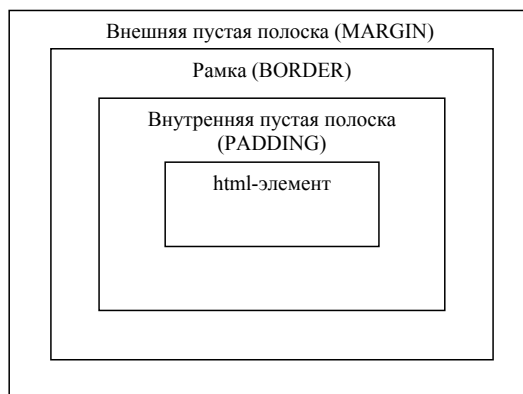 Внешняя пустая полоска (MARGIN)
Рамка (BORDER)
Внутренняя пустая полоска
(PADDING)
html-элемент